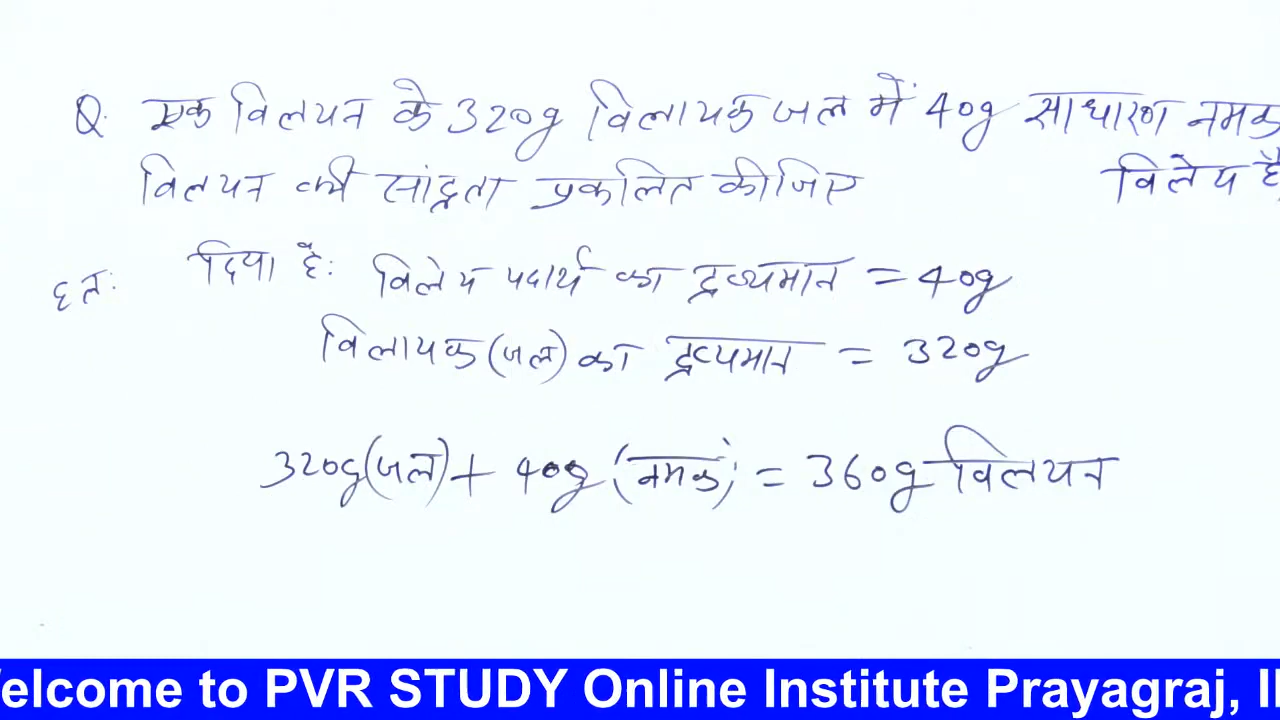 Q. एक विलयन के 320g विलायक जल में 40g साधारण नमक
विलेय है
विलयन की सांद्रता प्रकलित कीजिए
हल: दिया है: विलेय पदार्थ का द्रव्यमान = 40g
विलायक (जल) का द्रव्यमान = 320g
320g (जल) + 40g (नमक) = 360g विलयन
elcome to PVR STUDY Online Institute Prayagraj, I